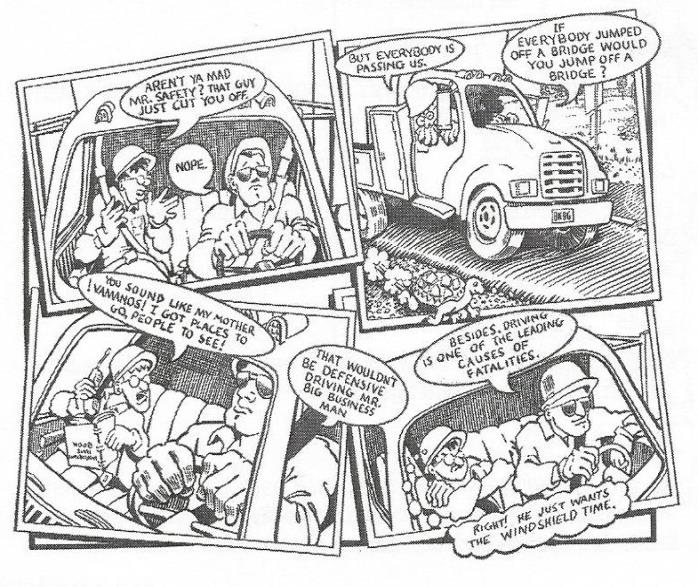 AREN'T YA MAD
MR. SAFETY? THAT GUY
JUST CUT YOU OFF.
NOPE.
BUT EVERYBODY IS
PASSING US.
IF
EVERYBODY JUMPED
OFF A BRIDGE WOULD
YOU JUMP OFF A
BRIDGE?
YOU SOUND LIKE MY MOTHER
! VAMANOS! I GOT PLACES TO
GO, PEOPLE TO SEE!
THAT WOULDN'T
BE DEFENSIVE
DRIVING MR.
BIG BUSINESS
MAN
BESIDES, DRIVING
IS ONE OF THE LEADING
CAUSES OF
FATALITIES.
RIGHT! HE JUST WANTS
THE WINDSHIELD TIME.